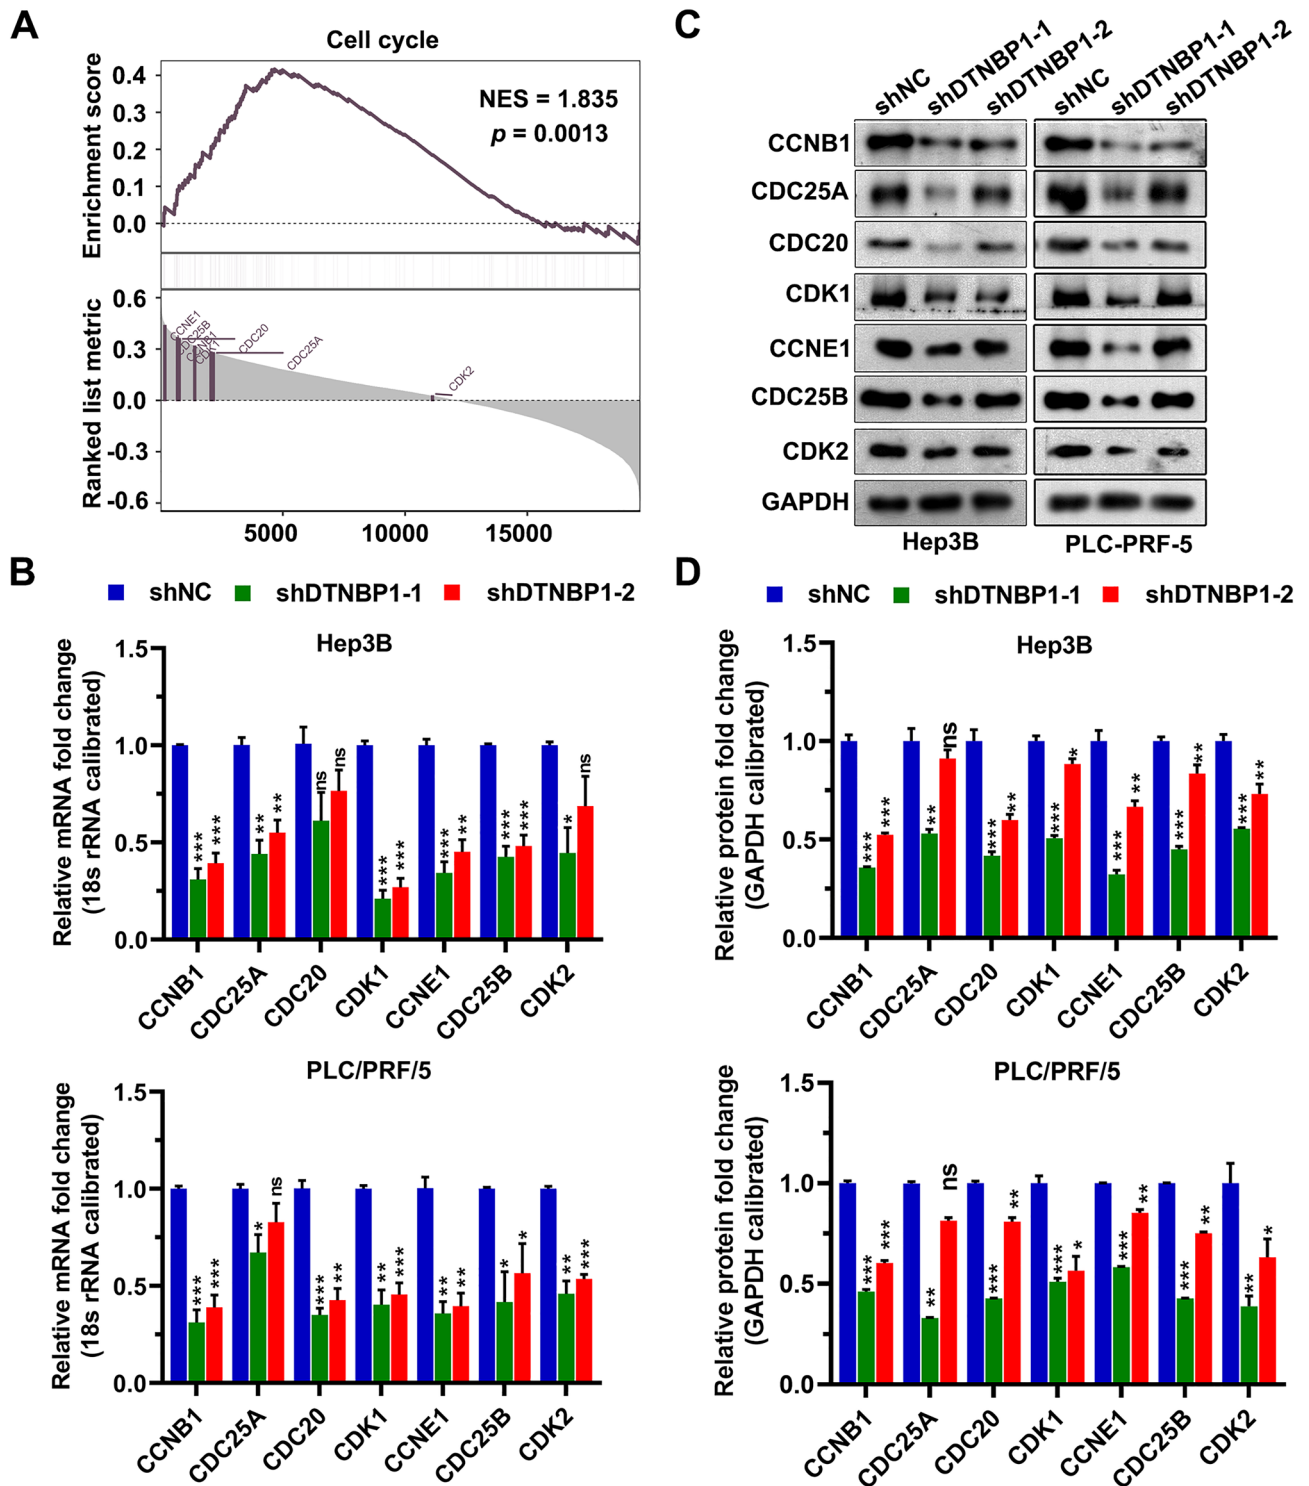 A
Cell cycle
Enrichment score
0.4
0.3
0.2
0.1
0.0
NES = 1.835
p = 0.0013
Ranked list metric
0.6
0.3
0.0
-0.3
-0.6
CCNE1
CDC25B
CCNB1
CDK1
CDC20
CDC25A
CDK2
5000 10000 15000
C
shNC shDTNBP1-1 shDTNBP1-2 shNC shDTNBP1-1 shDTNBP1-2
CCNB1
CDC25A
CDC20
CDK1
CCNE1
CDC25B
CDK2
GAPDH
Hep3B PLC-PRF-5
B
shNC shDTNBP1-1 shDTNBP1-2
Hep3B
Relative mRNA fold change
(18s rRNA calibrated)
1.5
1.0
0.5
0.0
*** *** ** ** ns ns *** *** *** ** *** *** * ns
CCNB1 CDC25A CDC20 CDK1 CCNE1 CDC25B CDK2
PLC/PRF/5
Relative mRNA fold change
(18s rRNA calibrated)
1.5
1.0
0.5
0.0
*** *** * ns *** ** ** *** ** ** * * ** ***
CCNB1 CDC25A CDC20 CDK1 CCNE1 CDC25B CDK2
D
shNC shDTNBP1-1 shDTNBP1-2
Hep3B
Relative protein fold change
(GAPDH calibrated)
1.5
1.0
0.5
0.0
*** *** ** ns *** ** *** * *** ** *** ** *** **
CCNB1 CDC25A CDC20 CDK1 CCNE1 CDC25B CDK2
PLC/PRF/5
Relative protein fold change
(GAPDH calibrated)
1.5
1.0
0.5
0.0
*** *** ** ns *** ** *** * *** ** *** ** ** *
CCNB1 CDC25A CDC20 CDK1 CCNE1 CDC25B CDK2